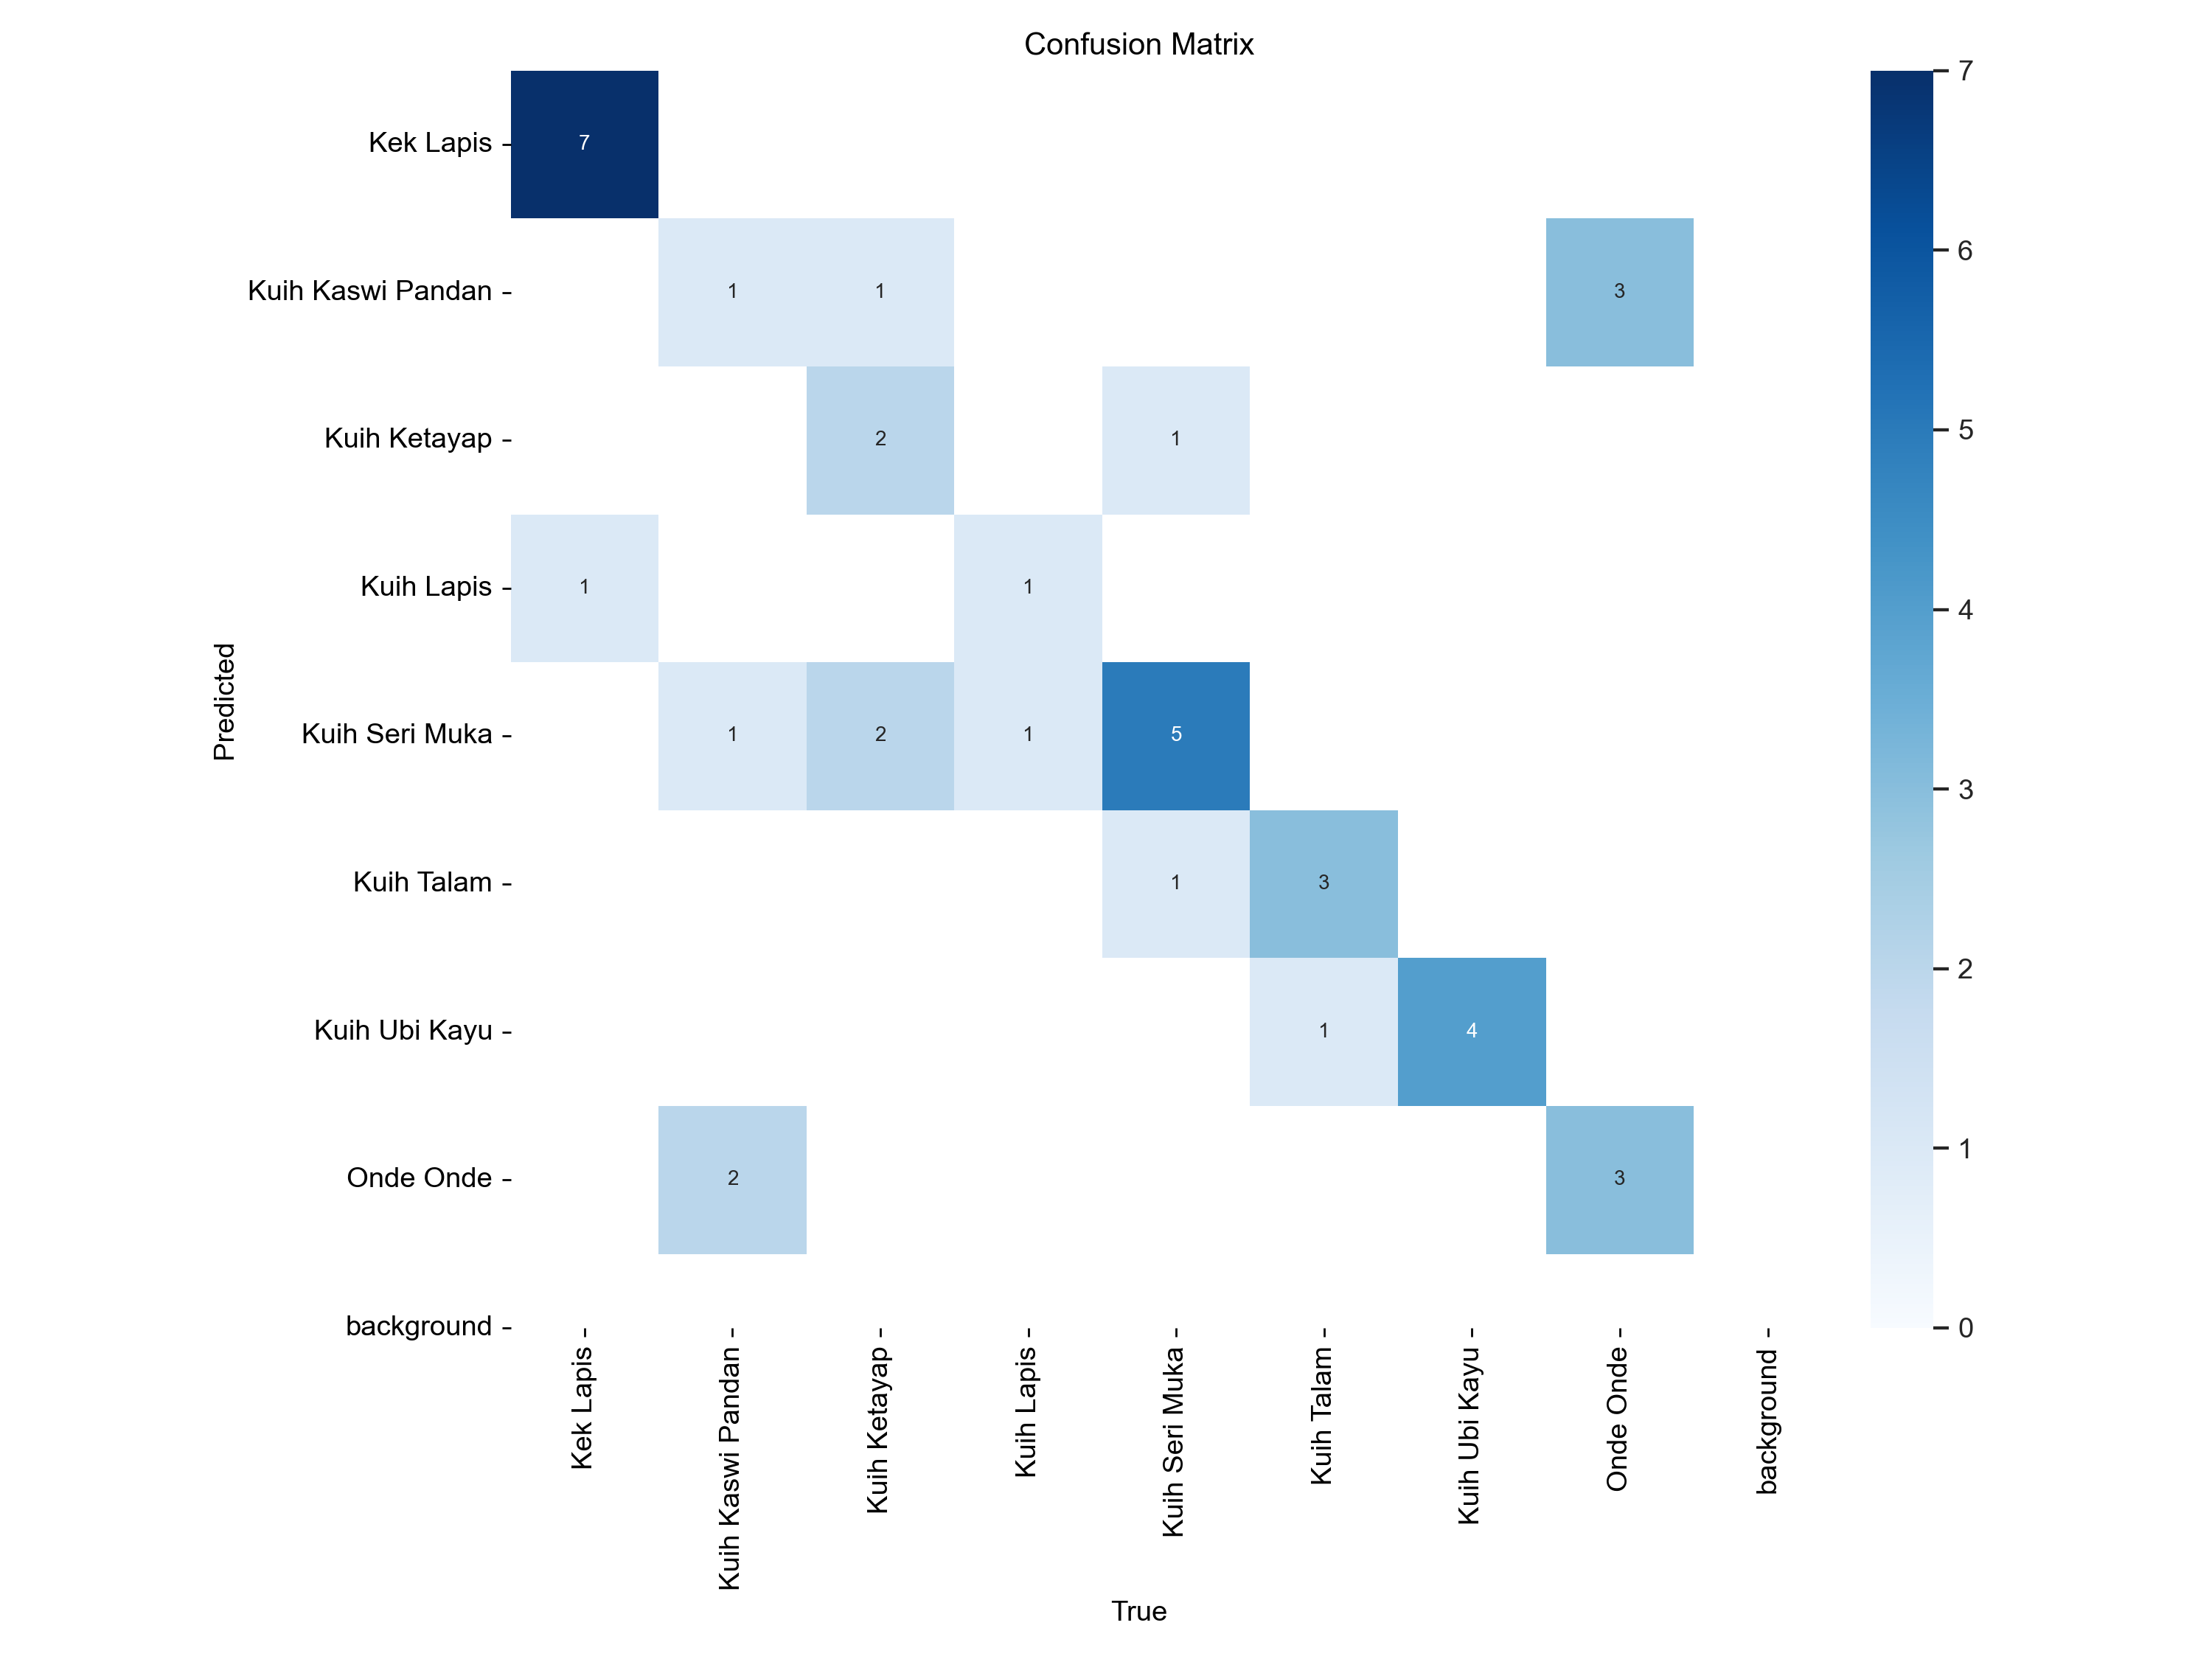 Confusion Matrix
Kek Lapis
7
Kuih Kaswi Pandan
1 1 3
Kuih Ketayap
2 1
Kuih Lapis
1 1
Kuih Seri Muka
1 2 1 5
Kuih Talam
1 3
Kuih Ubi Kayu
1 4
Onde Onde
2 3
background
Predicted
Kek Lapis
Kuih Kaswi Pandan
Kuih Ketayap
Kuih Lapis
Kuih Seri Muka
Kuih Talam
Kuih Ubi Kayu
Onde Onde
background
True
7
6
5
4
3
2
1
0